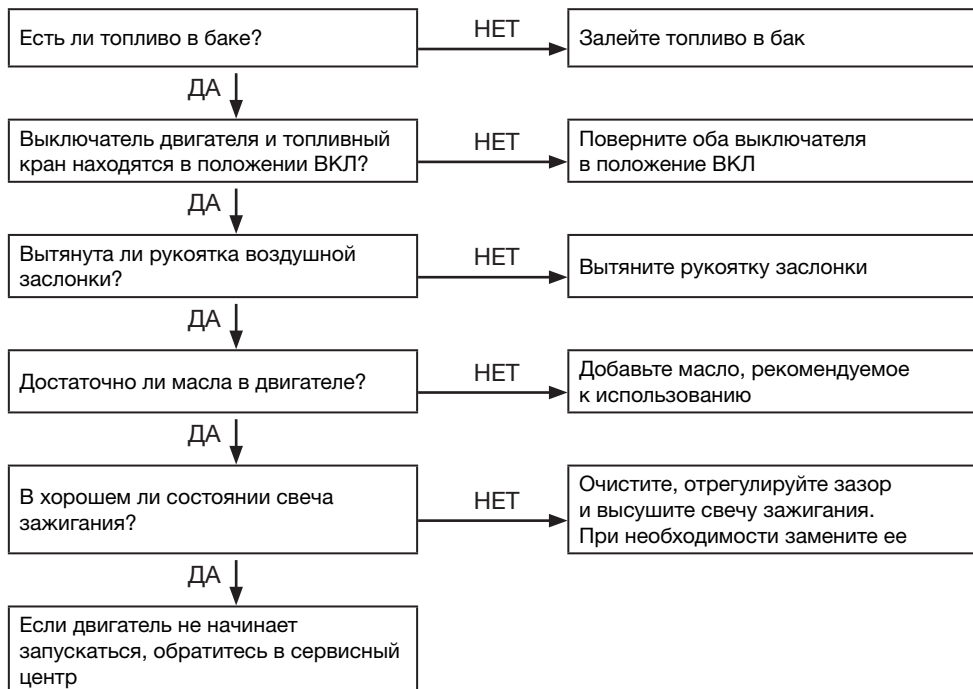 Есть ли топливо в баке?
НЕТ
Залейте топливо в бак
ДА
Выключатель двигателя и топливный
кран находятся в положении ВКЛ?
НЕТ
Поверните оба выключателя
в положение ВКЛ
ДА
Вытянута ли рукоятка воздушной
заслонки?
НЕТ
Вытяните рукоятку заслонки
ДА
Достаточно ли масла в двигателе?
НЕТ
Добавьте масло, рекомендуемое
к использованию
ДА
В хорошем ли состоянии свеча
зажигания?
НЕТ
Очистите, отрегулируйте зазор
и высушите свечу зажигания.
При необходимости замените ее
ДА
Если двигатель не начинает
запускаться, обратитесь в сервисный
центр